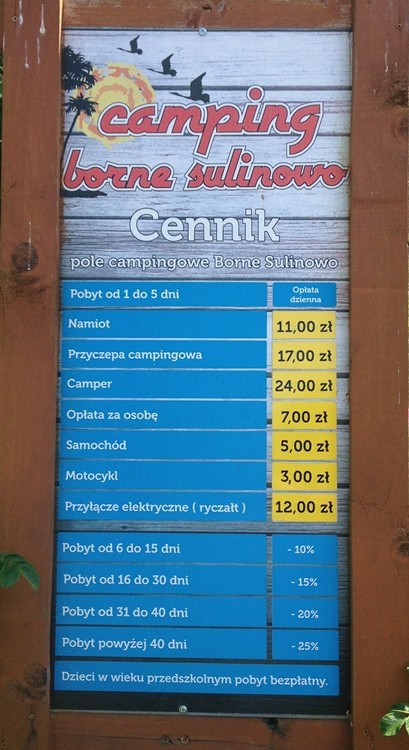 camping
borne sulinowo
Cennik
pole campingowe Borne Sulinowo
Pobyt od 1 do 5 dni Opłata dzienna
Namiot 11,00 zł
Przyczepa campingowa 17,00 zł
Camper 24,00 zł
Opłata za osobę 7,00 zł
Samochód 5,00 zł
Motocykl 3,00 zł
Przyłącze elektryczne ( ryczałt ) 12,00 zł
Pobyt od 6 do 15 dni - 10%
Pobyt od 16 do 30 dni - 15%
Pobyt od 31 do 40 dni - 20%
Pobyt powyżej 40 dni - 25%
Dzieci w wieku przedszkolnym pobyt bezpłatny.